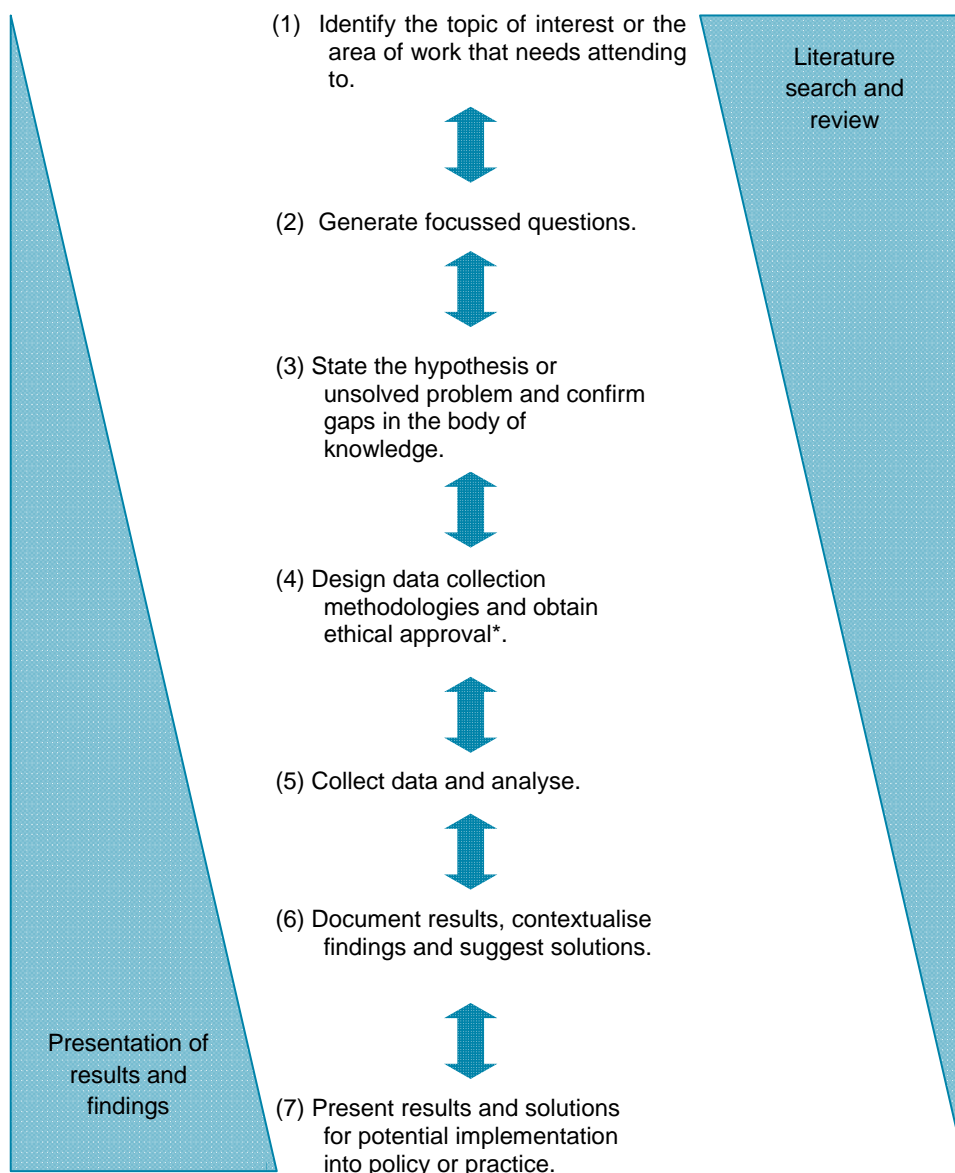 (1) Identify the topic of interest or the
area of work that needs attending
to.
Literature
search and
review
(2) Generate focussed questions.
(3) State the hypothesis or
unsolved problem and confirm
gaps in the body of
knowledge.
(4) Design data collection
methodologies and obtain
ethical approval*.
(5) Collect data and analyse.
(6) Document results, contextualise
findings and suggest solutions.
Presentation of
results and
findings
(7) Present results and solutions
for potential implementation
into policy or practice.